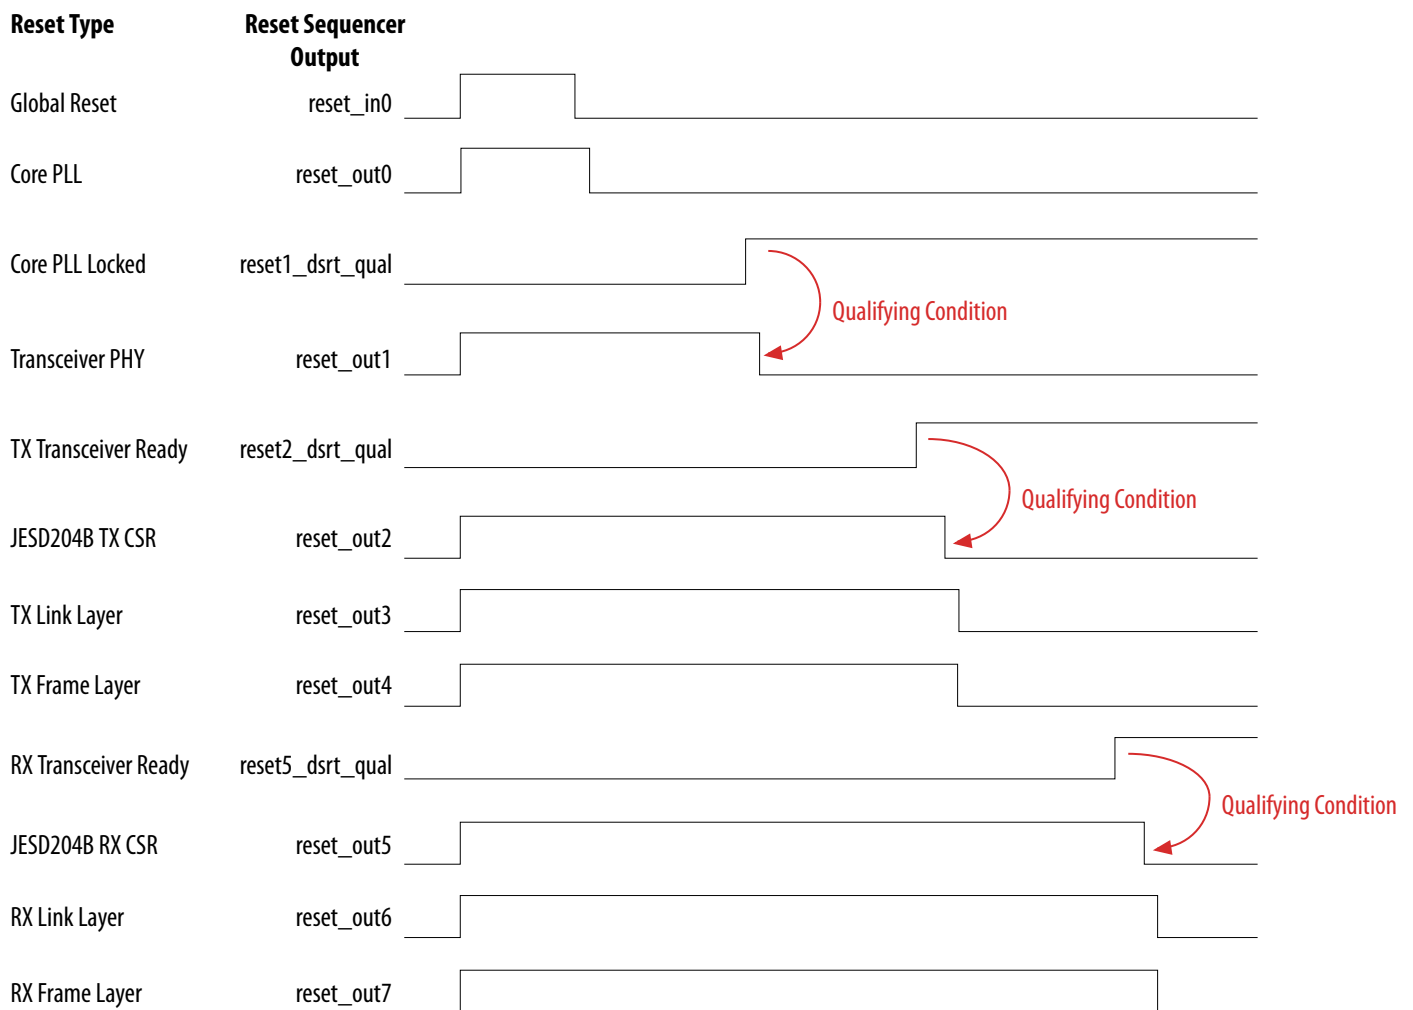 Reset Type Reset Sequencer Output
Global Reset reset_in0
Core PLL reset_out0
Core PLL Locked reset1_dsrt_qual
Qualifying Condition
Transceiver PHY reset_out1
TX Transceiver Ready reset2_dsrt_qual
Qualifying Condition
JESD204B TX CSR reset_out2
TX Link Layer reset_out3
TX Frame Layer reset_out4
RX Transceiver Ready reset5_dsrt_qual
Qualifying Condition
JESD204B RX CSR reset_out5
RX Link Layer reset_out6
RX Frame Layer reset_out7